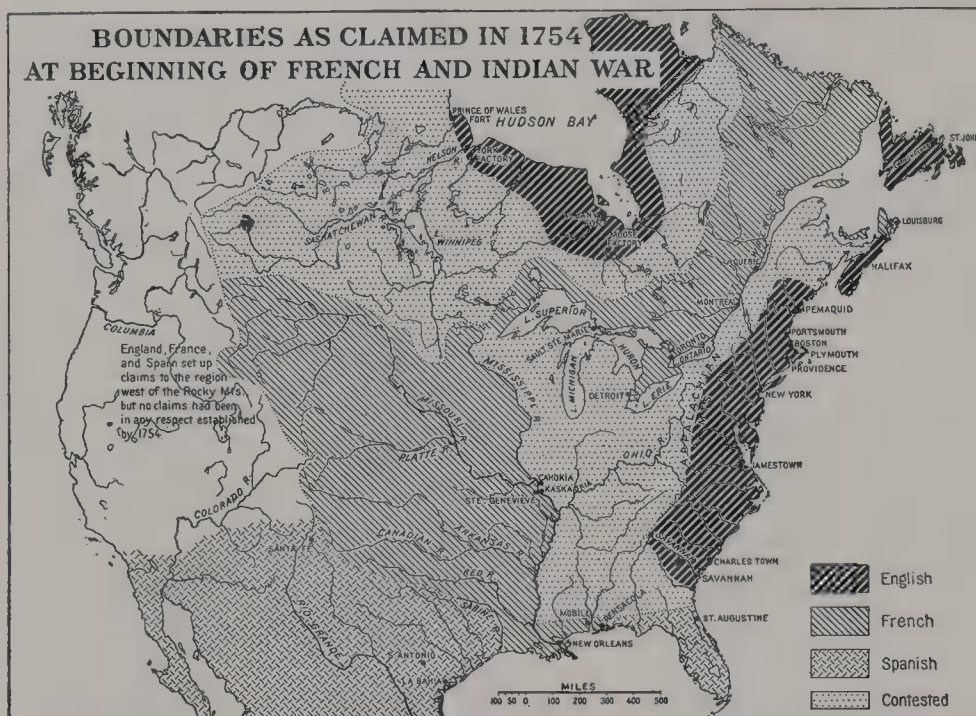 BOUNDARIES AS CLAIMED IN 1754
AT BEGINNING OF FRENCH AND INDIAN WAR
PRINCE OF WALES
FORT
HUDSON BAY
YORK
FACTORY
NELSON
R.
ALBANY
MOOSE
FACTORY
SASKATCHEWAN R.
L.
WINNIPEG
ST. JOHN
LOUISBURG
HALIFAX
QUEBEC
MONTREAL
PEMAQUID
PORTSMOUTH
BOSTON
PLYMOUTH
PROVIDENCE
NEW YORK
L. SUPERIOR
SAULT STE. MARIE
L. MICHIGAN
L.
HURON
TORONTO
L. ONTARIO
L. ERIE
DETROIT
COLUMBIA
England, France,
and Spain set up
claims to the region
west of the Rocky Mts.
but no claims had been
in any respect established
by 1754.
MISSISSIPPI R.
MISSOURI R.
PLATTE R.
OHIO R.
APPALACHIAN
MTS.
JAMESTOWN
CAHOKIA
KASKASKIA
STE. GENEVIEVE
COLORADO R.
SANTA FE
CANADIAN R.
ARKANSAS R.
RED R.
SABINE R.
RIO GRANDE
S. ANTONIO
LA BAHIA
MOBILE
PENSACOLA
NEW ORLEANS
CHARLES TOWN
SAVANNAH
ST. AUGUSTINE
MILES
100 50 0 100 200 300 400 500
English
French
Spanish
Contested